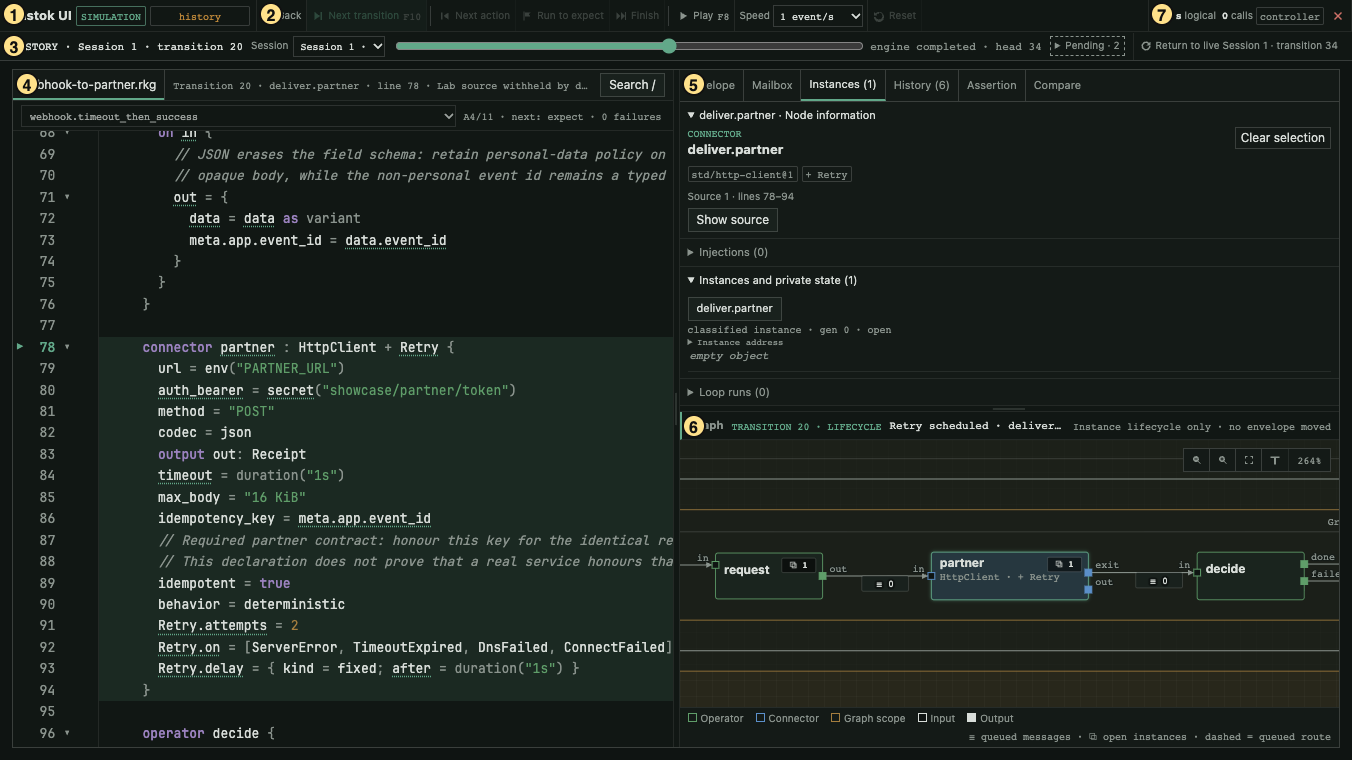 1 stok UI SIMULATION history 2 ack Next transition F10 Next action Run to expect Finish Play F8 Speed 1 event/s Reset 7 s logical 0 calls controller ×
3 STORY · Session 1 · transition 20 Session Session 1 · engine completed · head 34 Pending · 2 Return to live Session 1 · transition 34
4 bhook-to-partner.rkg Transition 20 · deliver.partner · line 78 · Lab source withheld by d… Search /
webhook.timeout_then_success A4/11 · next: expect · 0 failures
68 on in {
69 // JSON erases the field schema: retain personal-data policy on
70 // opaque body, while the non-personal event id remains a typed
71 out = {
72 data = data as variant
73 meta.app.event_id = data.event_id
74 }
75 }
76 }
77
78 connector partner : HttpClient + Retry {
79 url = env("PARTNER_URL")
80 auth_bearer = secret("showcase/partner/token")
81 method = "POST"
82 codec = json
83 output out: Receipt
84 timeout = duration("1s")
85 max_body = "16 KiB"
86 idempotency_key = meta.app.event_id
87 // Required partner contract: honour this key for the identical re
88 // This declaration does not prove that a real service honours tha
89 idempotent = true
90 behavior = deterministic
91 Retry.attempts = 2
92 Retry.on = [ServerError, TimeoutExpired, DnsFailed, ConnectFailed]
93 Retry.delay = { kind = fixed; after = duration("1s") }
94 }
95
96 operator decide {
5 elope Mailbox Instances (1) History (6) Assertion Compare
deliver.partner · Node information
CONNECTOR
deliver.partner
Clear selection
std/http-client@1 + Retry
Source 1 · lines 78–94
Show source
Injections (0)
Instances and private state (1)
deliver.partner
classified instance · gen 0 · open
Instance address
empty object
Loop runs (0)
6 aph TRANSITION 20 · LIFECYCLE Retry scheduled · deliver… Instance lifecycle only · no envelope moved
264%
Gr
in request 1 out ≡ 0 in partner 1 exit in decide done
HttpClient · + Retry out ≡ 0 faile
Operator Connector Graph scope Input Output
≡ queued messages · open instances · dashed = queued route